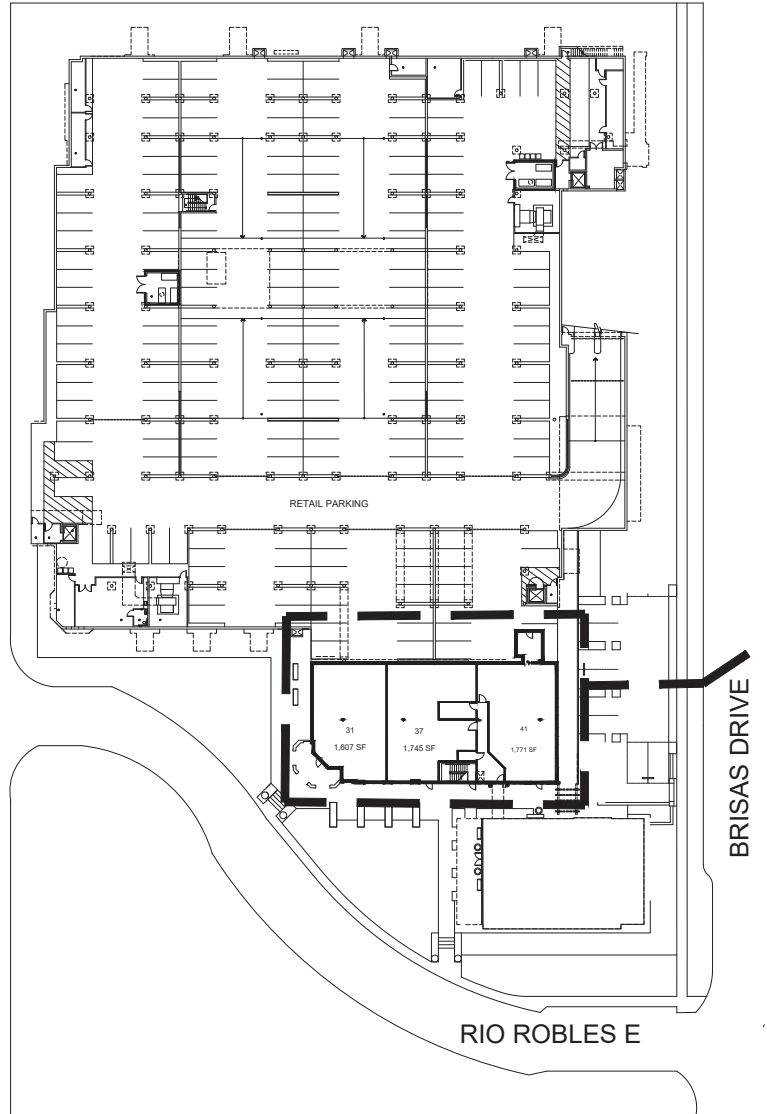 RETAIL PARKING
31
1,607 SF
37
1,745 SF
41
1,771 SF
BRISAS DRIVE
RIO ROBLES E